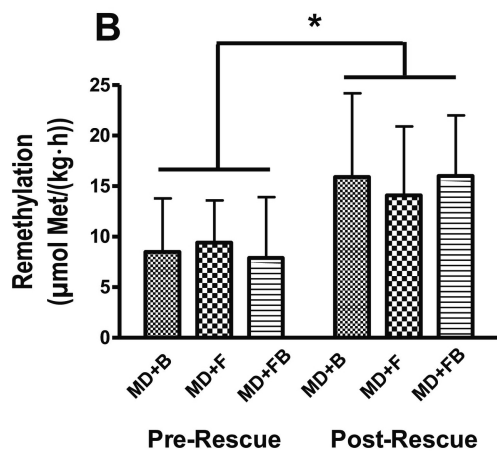 B
*
Remethylation
(µmol Met/(kg·h))
25
20
15
10
5
0
MD+B
MD+F
MD+FB
MD+B
MD+F
MD+FB
Pre-Rescue
Post-Rescue